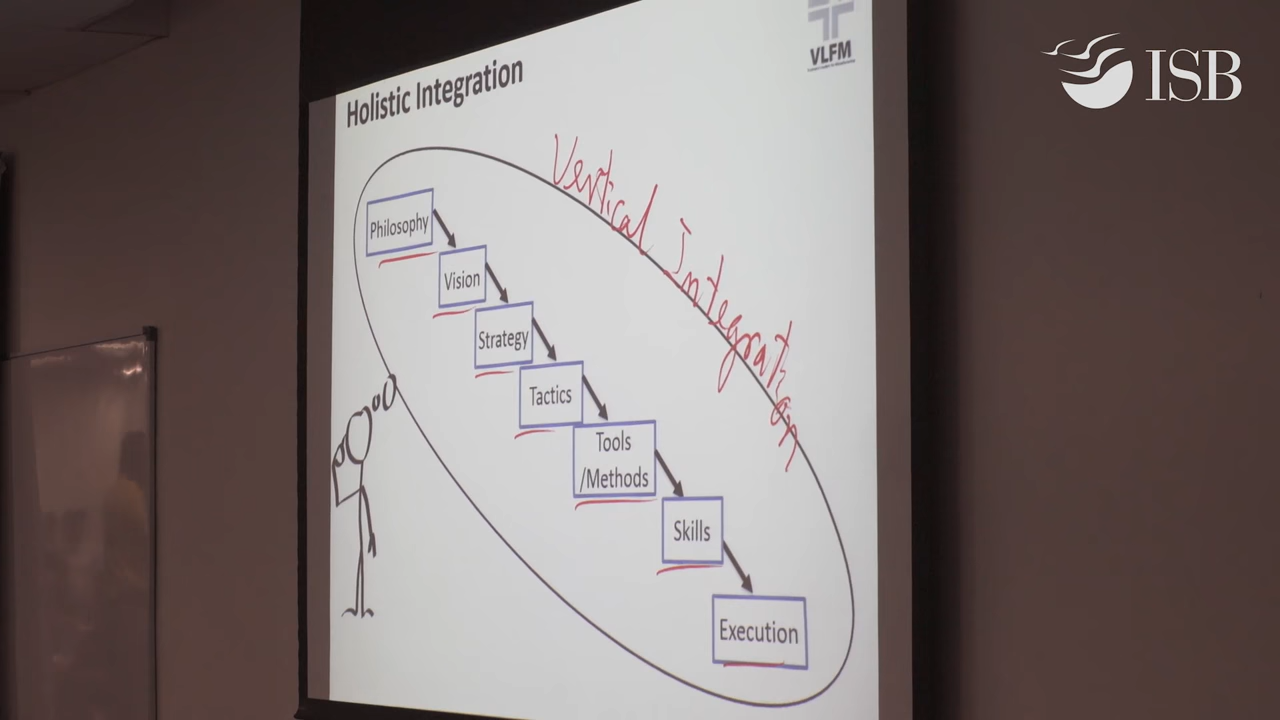 VLFM
ISB
Holistic Integration
Vertical Integration
Philosophy
Vision
Strategy
Tactics
Tools
/Methods
Skills
Execution